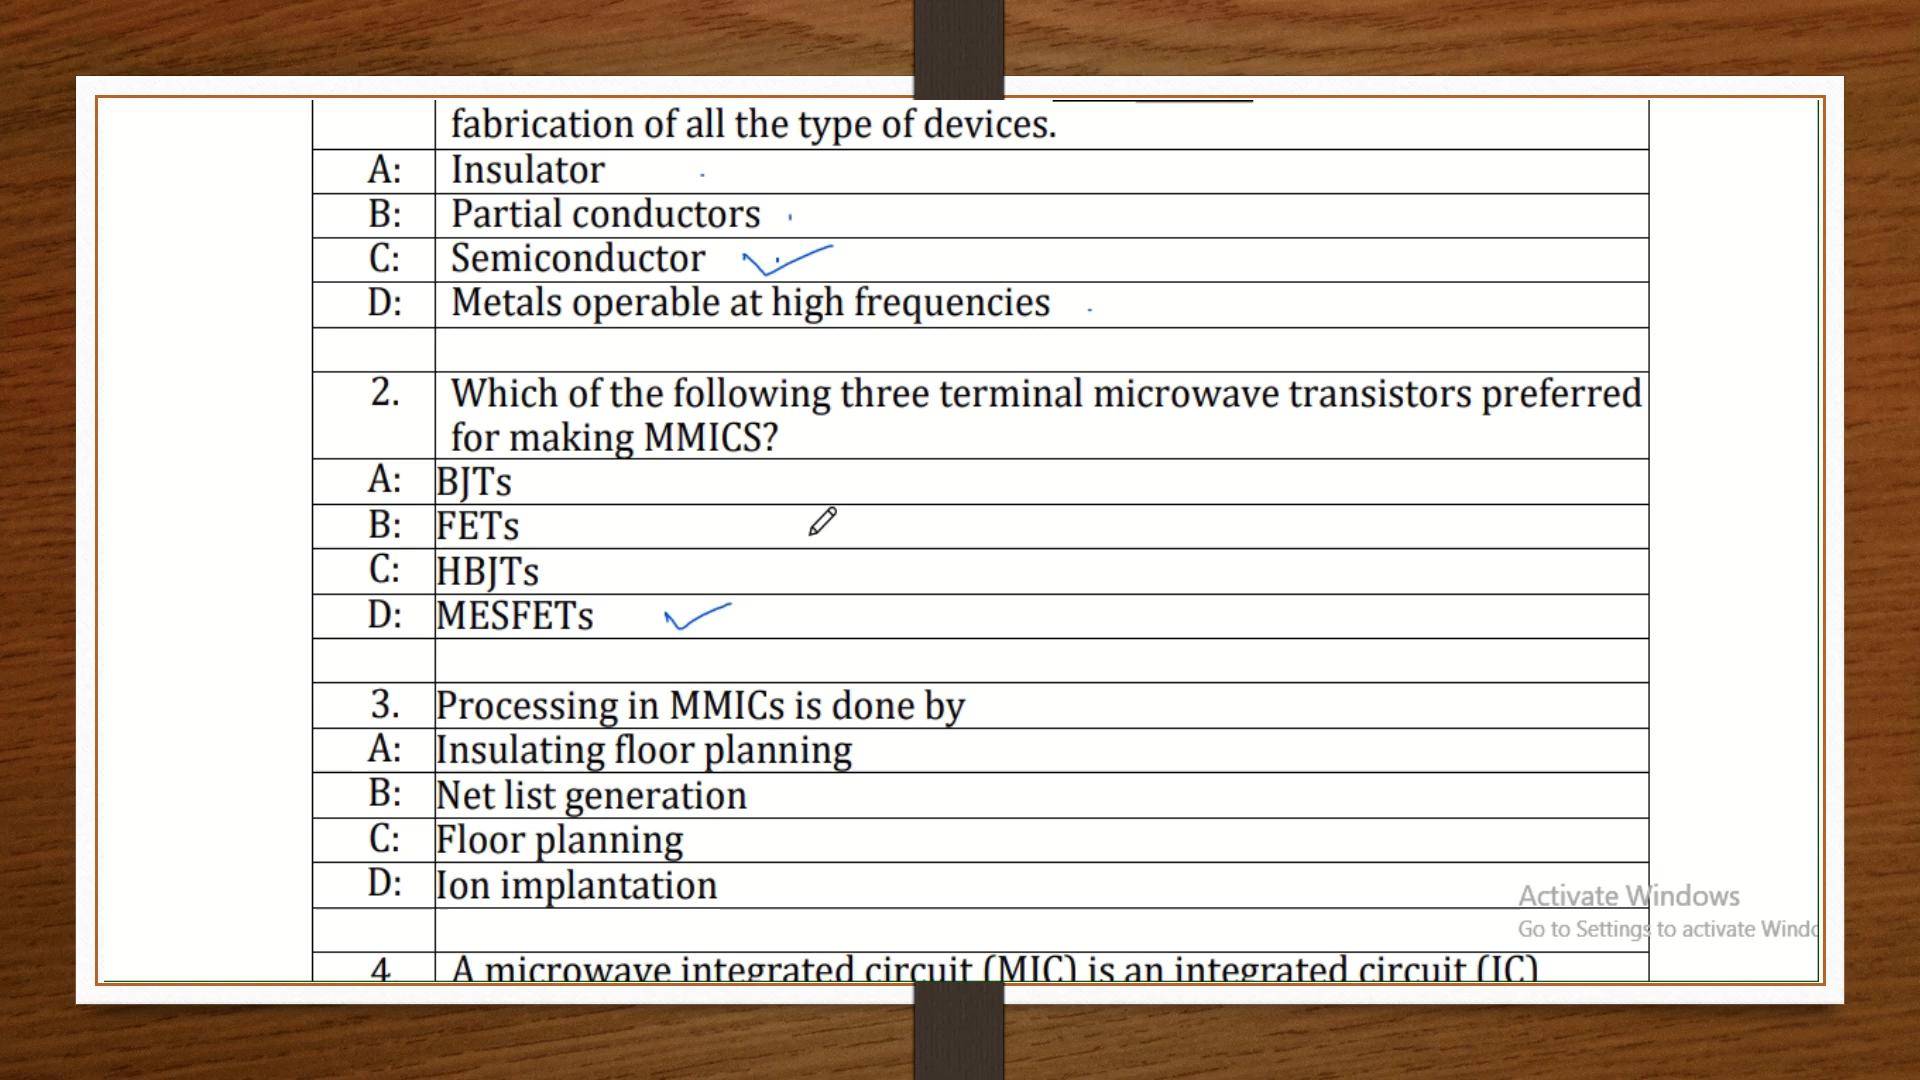 fabrication of all the type of devices.
A: Insulator
B: Partial conductors
C: Semiconductor
D: Metals operable at high frequencies
2. Which of the following three terminal microwave transistors preferred
for making MMICS?
A: BJTs
B: FETs
C: HBJTs
D: MESFETs
3. Processing in MMICs is done by
A: Insulating floor planning
B: Net list generation
C: Floor planning
D: Ion implantation
Activate Windows
Go to Settings to activate Windo
4 A microwave integrated circuit (MIC) is an integrated circuit (IC)